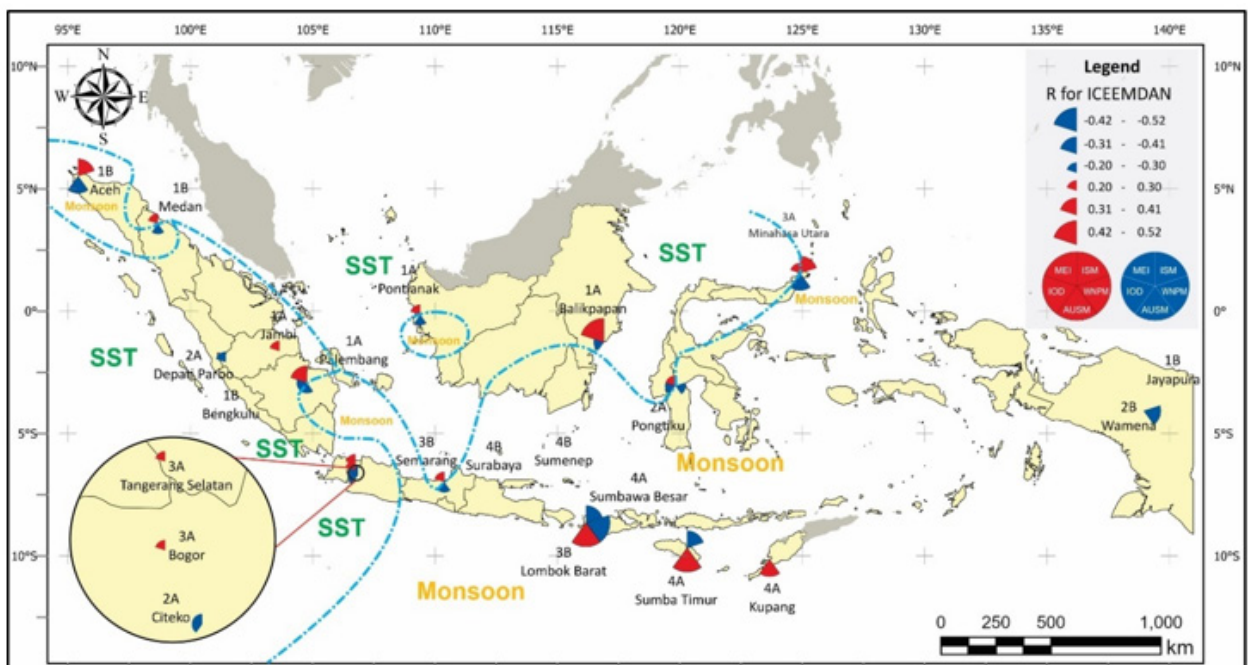 95°E 100°E 105°E 110°E 115°E 120°E 125°E 130°E 135°E 140°E
N
W E
S
10°N 10°N
Legend
R for ICEEMDAN
-0.42 - -0.52
-0.31 - -0.41
-0.20 - -0.30
0.20 - 0.30
0.31 - 0.41
0.42 - 0.52
MEI ISM MEI ISM
IOD WNPM IOD WNPM
AUSM AUSM
5°N 5°N
1B
Aceh
Monsoon
1B
Medan
3A
Minahasa Utara
SST
SST
1A
Pontianak
1A
Balikpapan
Monsoon
0° 0°
1A
Jambi
Monsoon
SST
2A
Depati Parbo
1A
Palembang
1B
Bengkulu
Monsoon
2A
Pongtiku
1B
Jayapura
2B
Wamena
5°S 5°S
SST
3B
Semarang
4B
Surabaya
4B
Sumenep
Monsoon
3A
Tangerang Selatan
4A
Sumbawa Besar
SST
3A
Bogor
3B
Lombok Barat
10°S 10°S
4A
Sumba Timur
4A
Kupang
Monsoon
2A
Citeko
0 250 500 1,000
km